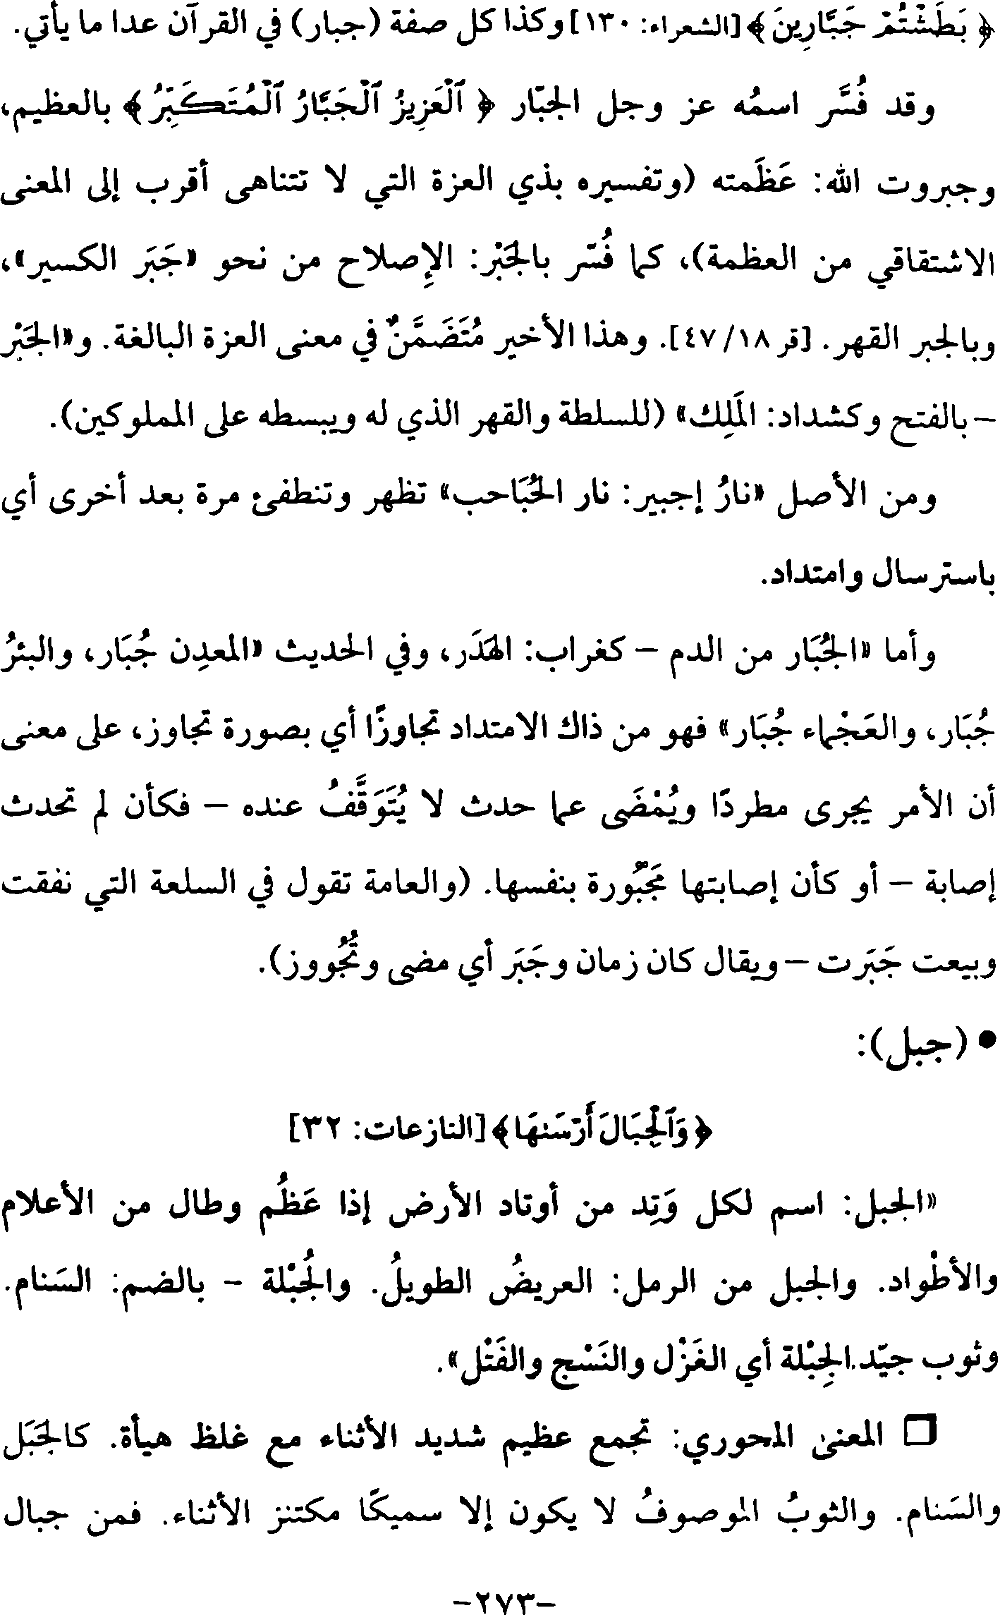 ﴿ بَطَشْتُمْ جَبَّارِينَ ﴾ [الشعراء: ١٣٠] وكذا كل صفة (جبار) في القرآن عدا ما يأتي.
وقد فُسَّر اسمُه عز وجل الجبّار ﴿ ٱلْعَزِيزُ ٱلْجَبَّارُ ٱلْمُتَكَبِّرُ ﴾ بالعظيم،
وجبروت الله: عَظَمته (وتفسيره بذي العزة التي لا تتناهى أقرب إلى المعنى
الاشتقاقي من العظمة)، كما فُسّر بالجَبْر: الإصلاح من نحو «جَبَر الكسير»،
وبالجبر القهر. [قر ٤٧/١٨]. وهذا الأخير مُتَضَمَّنٌ في معنى العزة البالغة. و«الجَبْر
– بالفتح وكشداد: المَلِك» (للسلطة والقهر الذي له ويبسطه على المملوكين).
ومن الأصل «نارُ إجبير: نار الحُبَاحب» تظهر وتنطفئ مرة بعد أخرى أي
باسترسال وامتداد.
وأما «الجُبَار من الدم – كغراب: الهَدَر، وفي الحديث «المعدِن جُبَار، والبئرُ
جُبَار، والعَجْماء جُبَار» فهو من ذاك الامتداد تجاوزًا أي بصورة تجاوز، على معنى
أن الأمر يجرى مطردًا ويُمْضَى عما حدث لا يُتَوَقَّفُ عنده – فكأن لم تحدث
إصابة – أو كأن إصابتها مَجْبُورة بنفسها. (والعامة تقول في السلعة التي نفقت
وبيعت جَبَرت – ويقال كان زمان وجَبَر أي مضى وتُجُووز).
• (جبل):
﴿ وَٱلْجِبَالَ أَرْسَىٰهَا ﴾ [النازعات: ٣٢]
«الجبل: اسم لكل وَتِد من أوتاد الأرض إذا عَظُم وطال من الأعلام
والأطْواد. والجبل من الرمل: العريضُ الطويلُ. والجُبْلة – بالضم: السَنام.
وثوب جيّد الجِبْلة أي الغَزْل والنَسْج والفَتْل».
□ المعنى المحوري: تجمع عظيم شديد الأثناء مع غلظ هيأة. كالجَبَل
والسَنام. والثوبُ الموصوفُ لا يكون إلا سميكًا مكتنز الأثناء. فمن جبال
-٢٧٣-